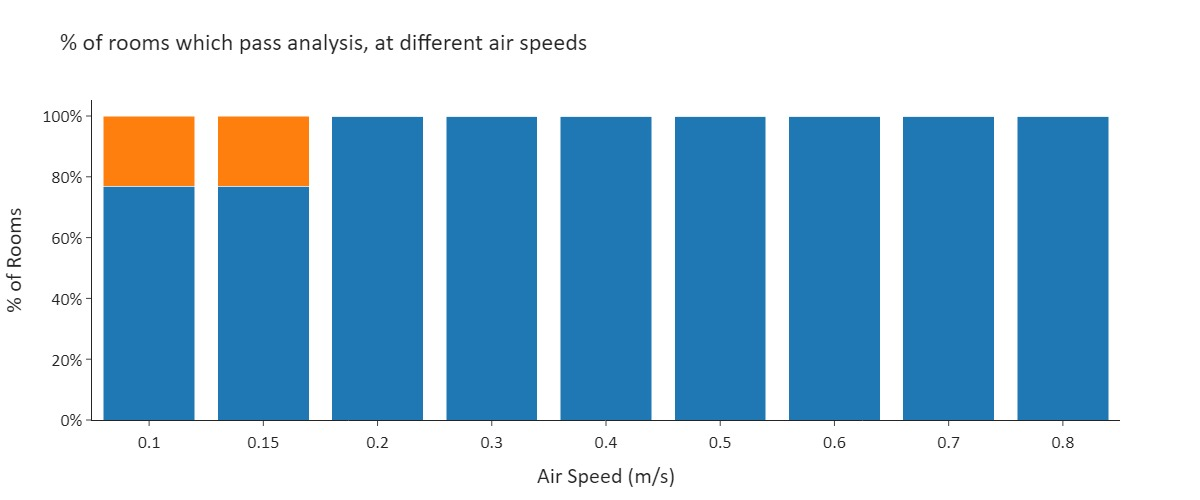 % of rooms which pass analysis, at different air speeds
100%
80%
60%
40%
20%
0%
% of Rooms
0.1 0.15 0.2 0.3 0.4 0.5 0.6 0.7 0.8
Air Speed (m/s)